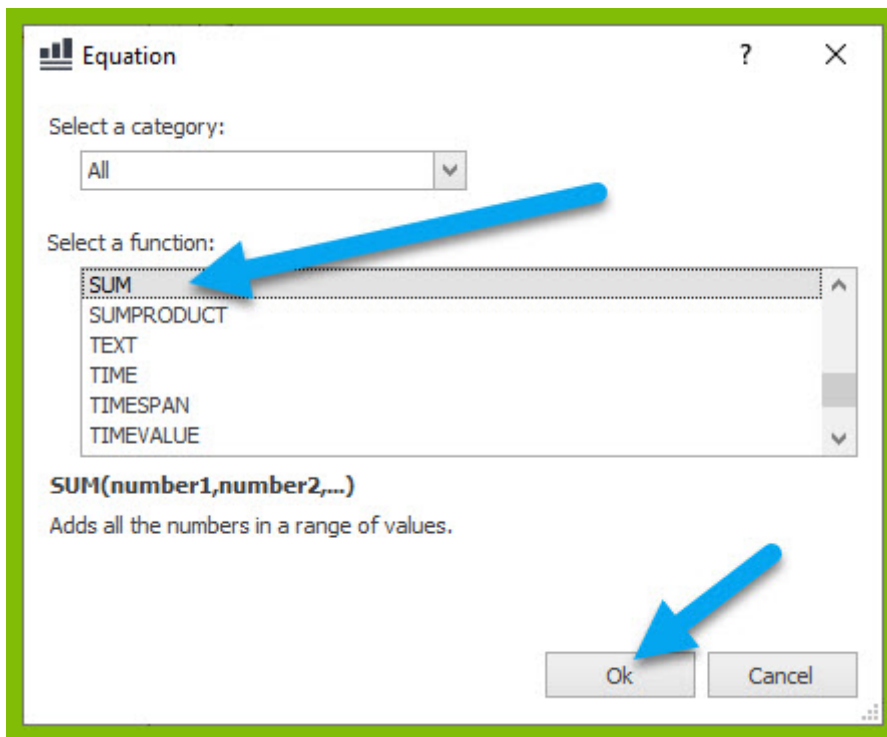 Equation ?
Select a category:
All
Select a function:
SUM
SUMPRODUCT
TEXT
TIME
TIMESPAN
TIMEVALUE
SUM(number1,number2,...)
Adds all the numbers in a range of values.
Ok Cancel